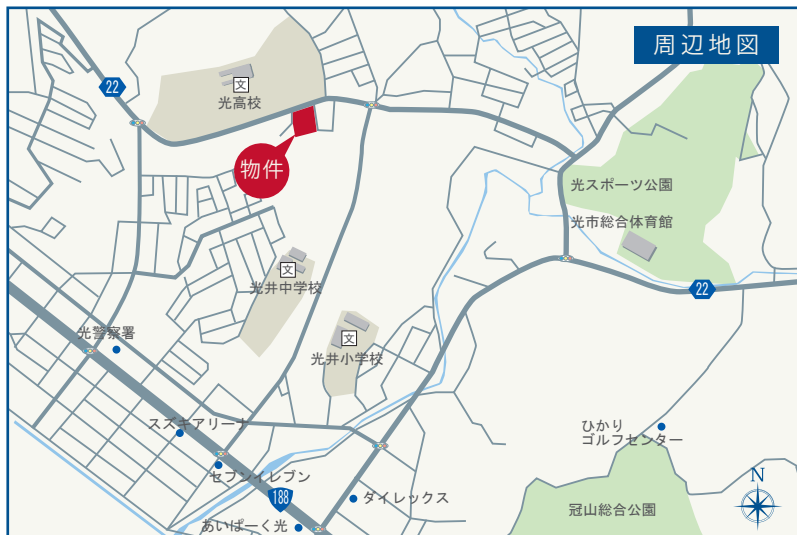 周辺地図
22
文
光高校
物件
光スポーツ公園
光市総合体育館
文
光井中学校
22
光警察署
文
光井小学校
スズキアリーナ
ひかり
ゴルフセンター
セブンイレブン
188
ダイレックス
あいぱーく光
冠山総合公園
N